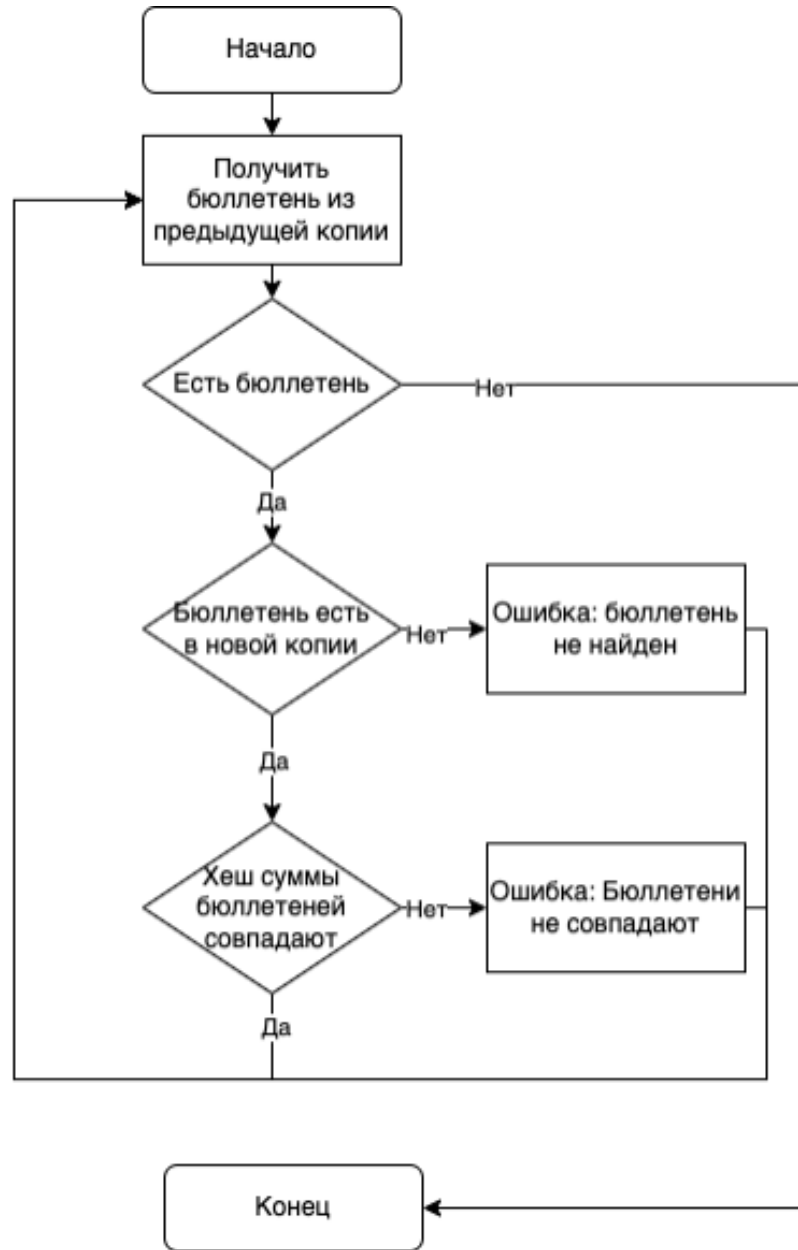 Начало
Получить
бюллетень из
предыдущей копии
Есть бюллетень
Нет
Да
Бюллетень есть
в новой копии
Нет
Ошибка: бюллетень
не найден
Да
Хеш суммы
бюллетеней
совпадают
Нет
Ошибка: Бюллетени
не совпадают
Да
Конец